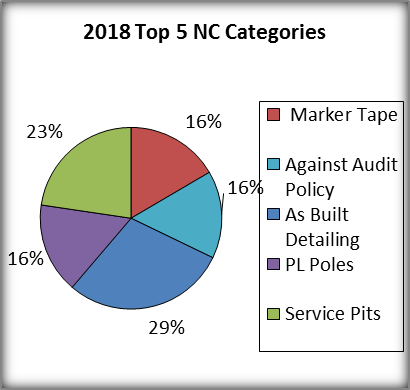 2018 Top 5 NC Categories
23%
16%
16%
16%
29%
Marker Tape
Against Audit
Policy
As Built
Detailing
PL Poles
Service Pits